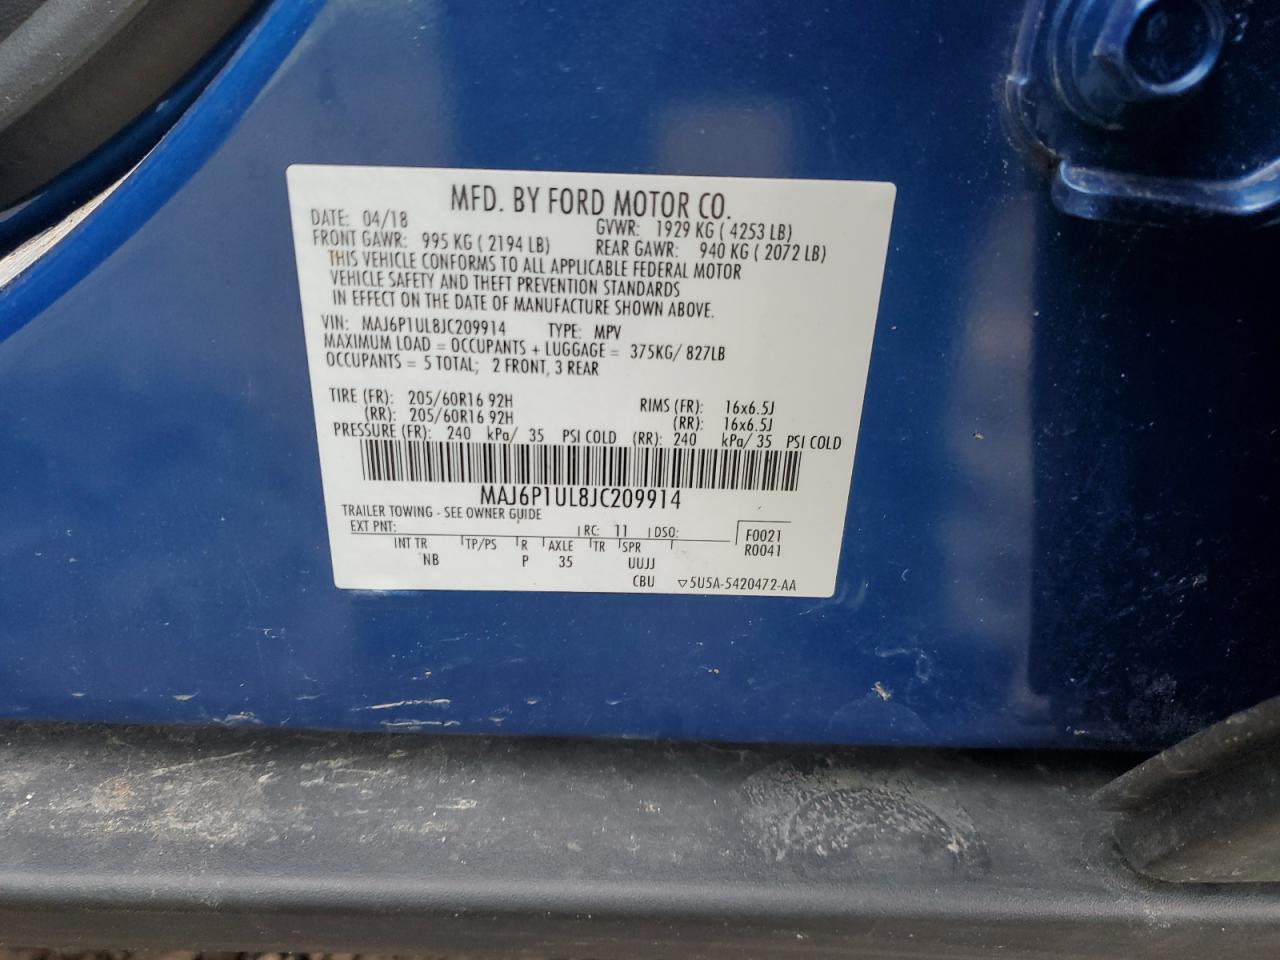 MFD. BY FORD MOTOR CO.
DATE: 04/18 GVWR: 1929 KG ( 4253 LB)
FRONT GAWR: 995 KG ( 2194 LB) REAR GAWR: 940 KG ( 2072 LB)
THIS VEHICLE CONFORMS TO ALL APPLICABLE FEDERAL MOTOR
VEHICLE SAFETY AND THEFT PREVENTION STANDARDS
IN EFFECT ON THE DATE OF MANUFACTURE SHOWN ABOVE.
VIN: MAJ6P1UL8JC209914 TYPE: MPV
MAXIMUM LOAD = OCCUPANTS + LUGGAGE = 375KG/ 827LB
OCCUPANTS = 5 TOTAL; 2 FRONT, 3 REAR
TIRE (FR): 205/60R16 92H RIMS (FR): 16x6.5J
(RR): 205/60R16 92H (RR): 16x6.5J
PRESSURE (FR): 240 kPa/ 35 PSI COLD (RR): 240 kPa/ 35 PSI COLD
MAJ6P1UL8JC209914
TRAILER TOWING - SEE OWNER GUIDE
EXT PNT: RC: 11 DSO: F0021
INT TR TP/PS R AXLE TR SPR R0041
NB P 35 UUJJ
CBU ▽5U5A-5420472-AA